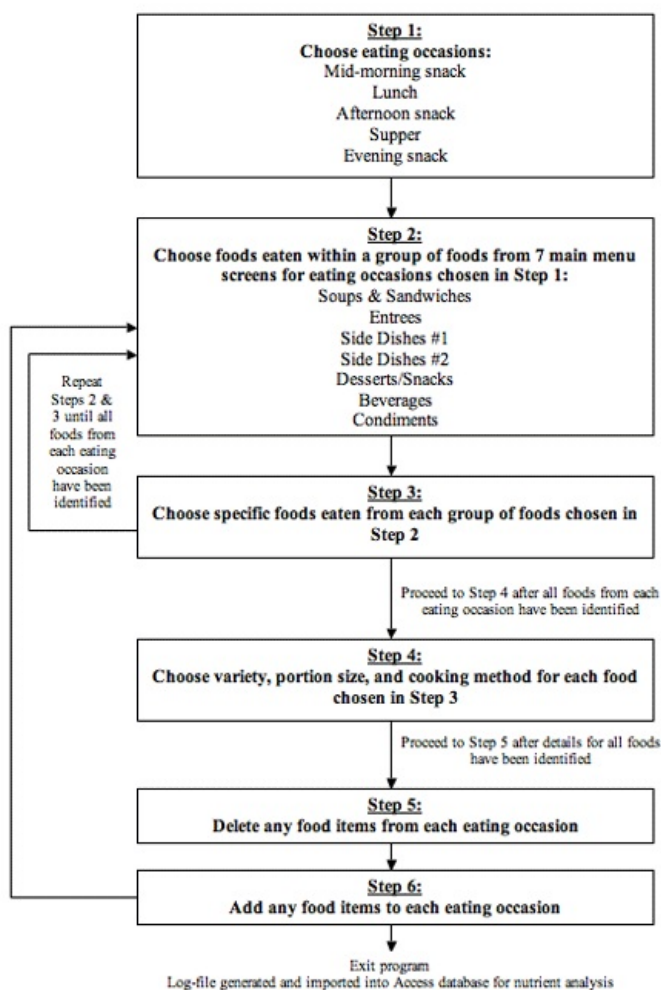 Step 1:
Choose eating occasions:
Mid-morning snack
Lunch
Afternoon snack
Supper
Evening snack
Step 2:
Choose foods eaten within a group of foods from 7 main menu
screens for eating occasions chosen in Step 1:
Soups & Sandwiches
Entrees
Side Dishes #1
Side Dishes #2
Desserts/Snacks
Beverages
Condiments
Repeat
Steps 2 &
3 until all
foods from
each eating
occasion
have been
identified
Step 3:
Choose specific foods eaten from each group of foods chosen in
Step 2
Proceed to Step 4 after all foods from each
eating occasion have been identified
Step 4:
Choose variety, portion size, and cooking method for each food
chosen in Step 3
Proceed to Step 5 after details for all foods
have been identified
Step 5:
Delete any food items from each eating occasion
Step 6:
Add any food items to each eating occasion
Exit program
Log-file generated and imported into Access database for nutrient analysis